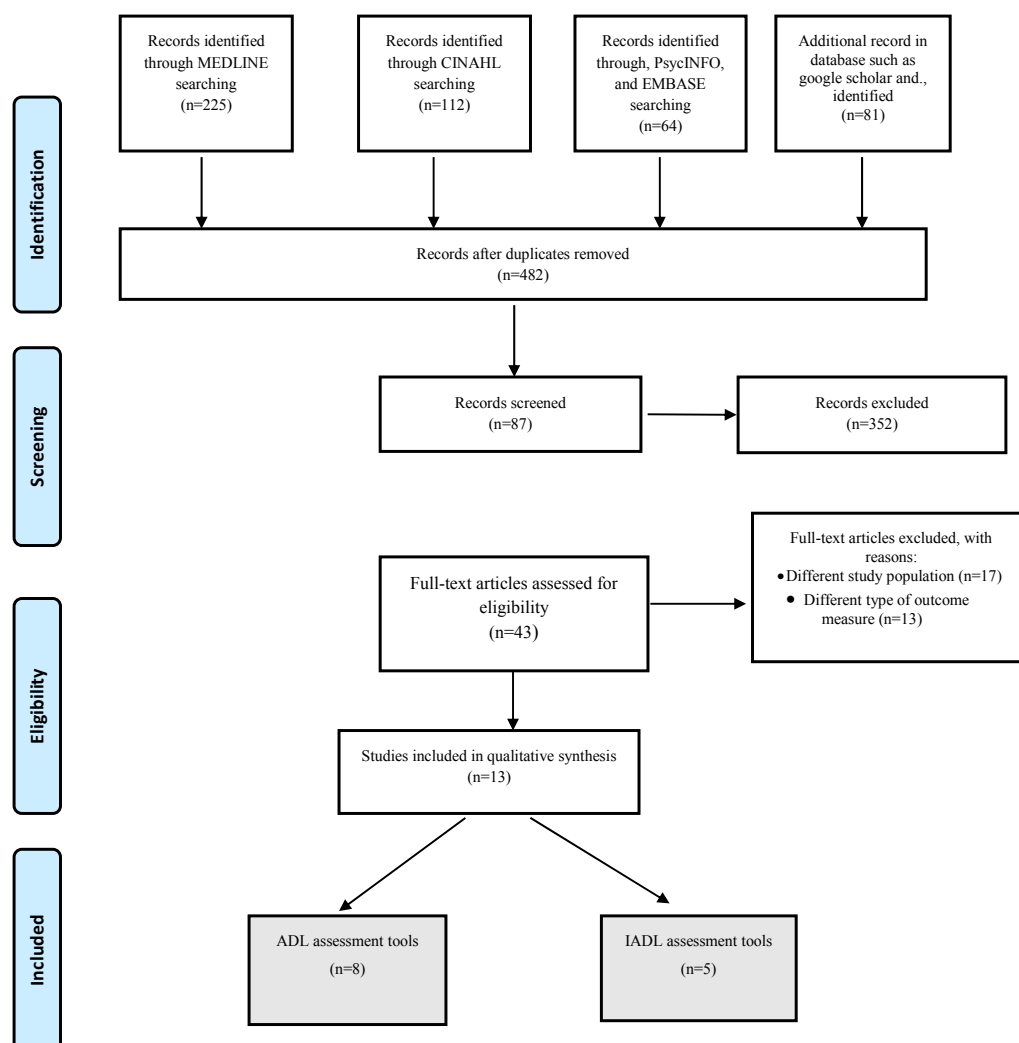 Records identified
through MEDLINE
searching
(n=225)
Records identified
through CINAHL
searching
(n=112)
Records identified
through, PsycINFO,
and EMBASE
searching
(n=64)
Additional record in
database such as
google scholar and.,
identified
(n=81)
Identification
Records after duplicates removed
(n=482)
Screening
Records screened
(n=87)
Records excluded
(n=352)
Eligibility
Full-text articles assessed for
eligibility
(n=43)
Full-text articles excluded, with
reasons:
•Different study population (n=17)
• Different type of outcome
measure (n=13)
Studies included in qualitative synthesis
(n=13)
Included
ADL assessment tools
(n=8)
IADL assessment tools
(n=5)